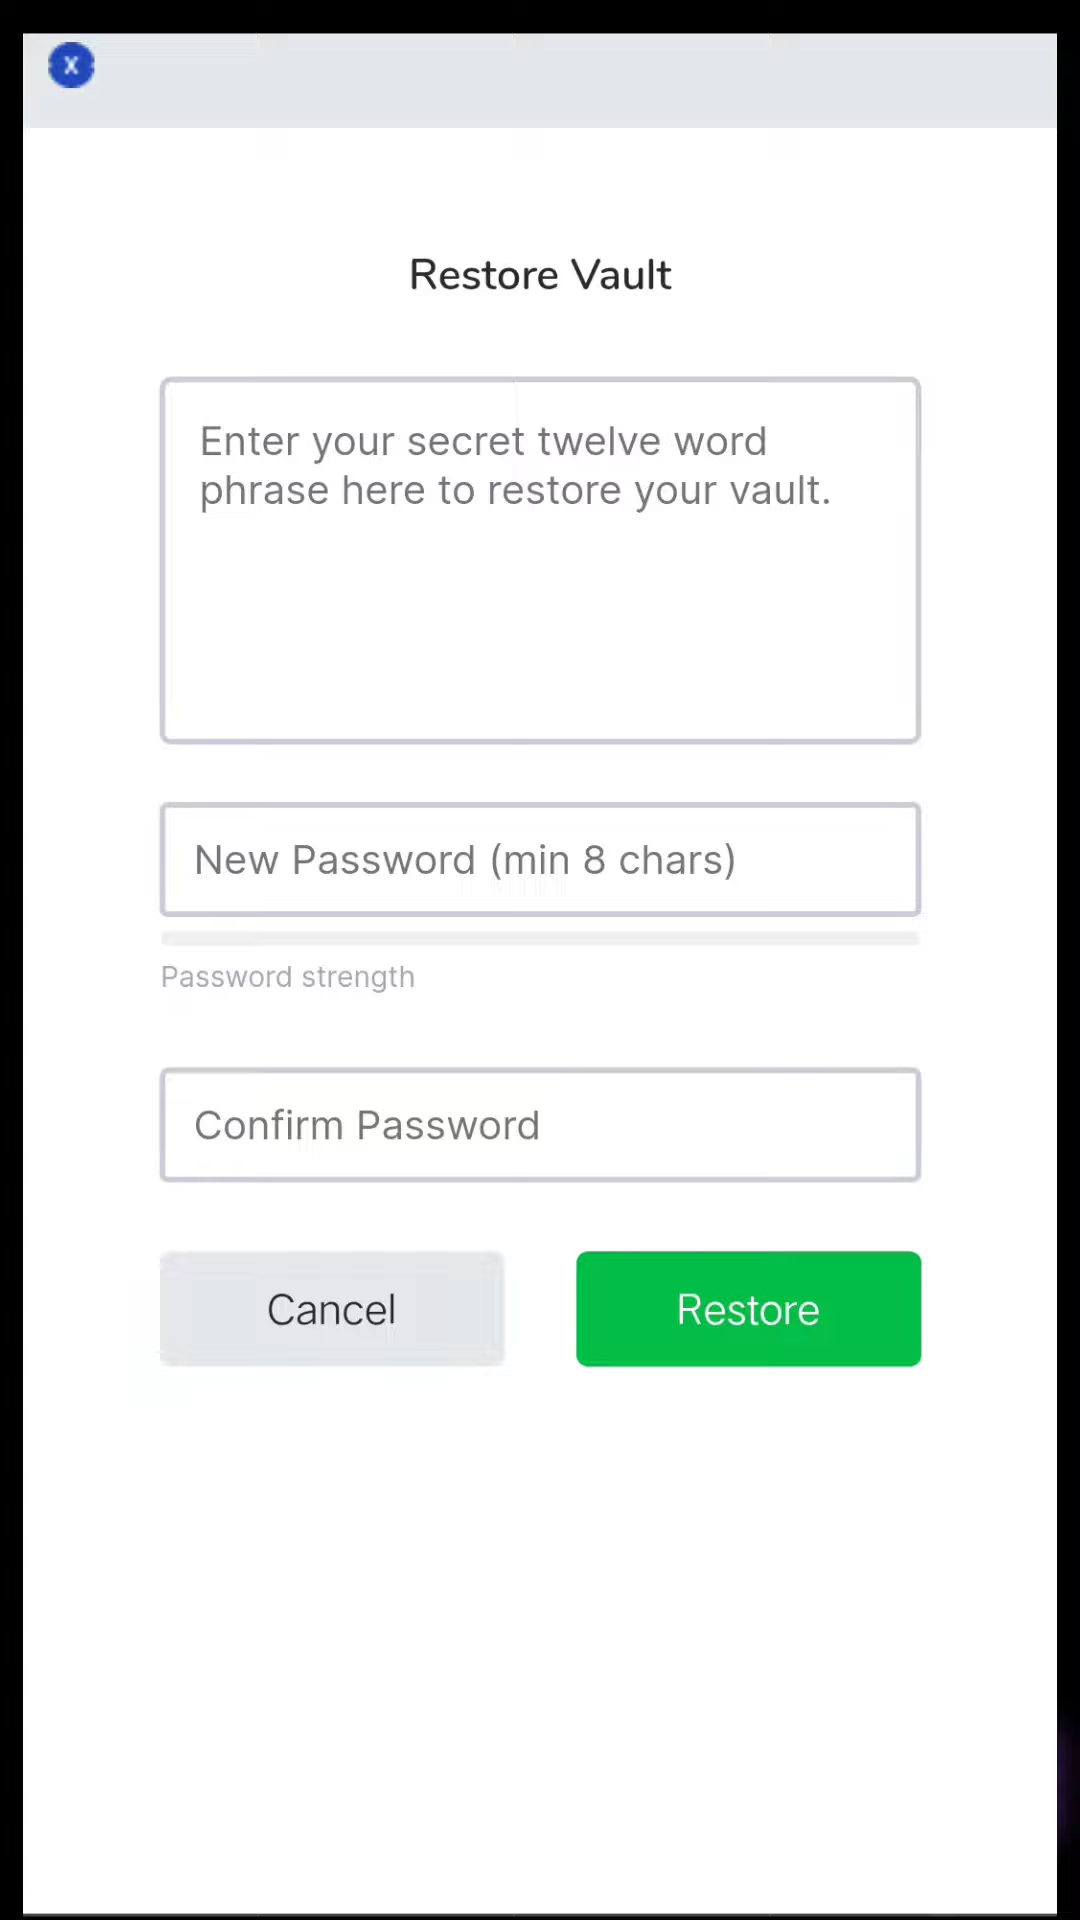 X
Restore Vault
Enter your secret twelve word
phrase here to restore your vault.
New Password (min 8 chars)
Password strength
Confirm Password
Cancel
Restore